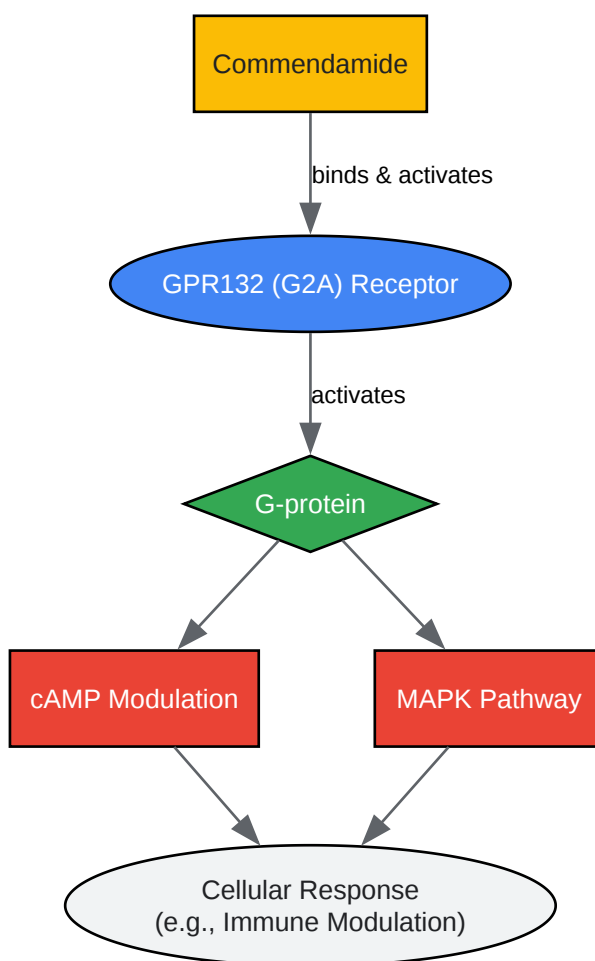 Commendamide
binds & activates
GPR132 (G2A) Receptor
activates
G-protein
cAMP Modulation
MAPK Pathway
Cellular Response
(e.g., Immune Modulation)